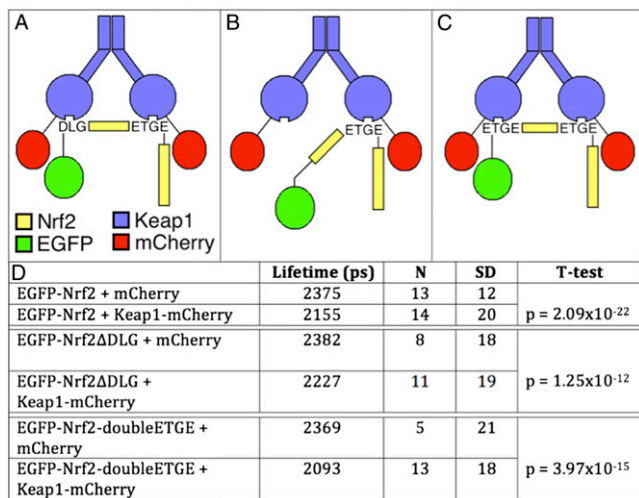 A B C
DLG ETGE
ETGE
ETGE ETGE
Nrf2 Keap1
EGFP mCherry
D Lifetime (ps) N SD T-test
EGFP-Nrf2 + mCherry 2375 13 12
EGFP-Nrf2 + Keap1-mCherry 2155 14 20 p = 2.09x10-22
EGFP-Nrf2ΔDLG + mCherry 2382 8 18
EGFP-Nrf2ΔDLG + 2227 11 19 p = 1.25x10-12
Keap1-mCherry
EGFP-Nrf2-doubleETGE + 2369 5 21
mCherry
EGFP-Nrf2-doubleETGE + 2093 13 18 p = 3.97x10-15
Keap1-mCherry